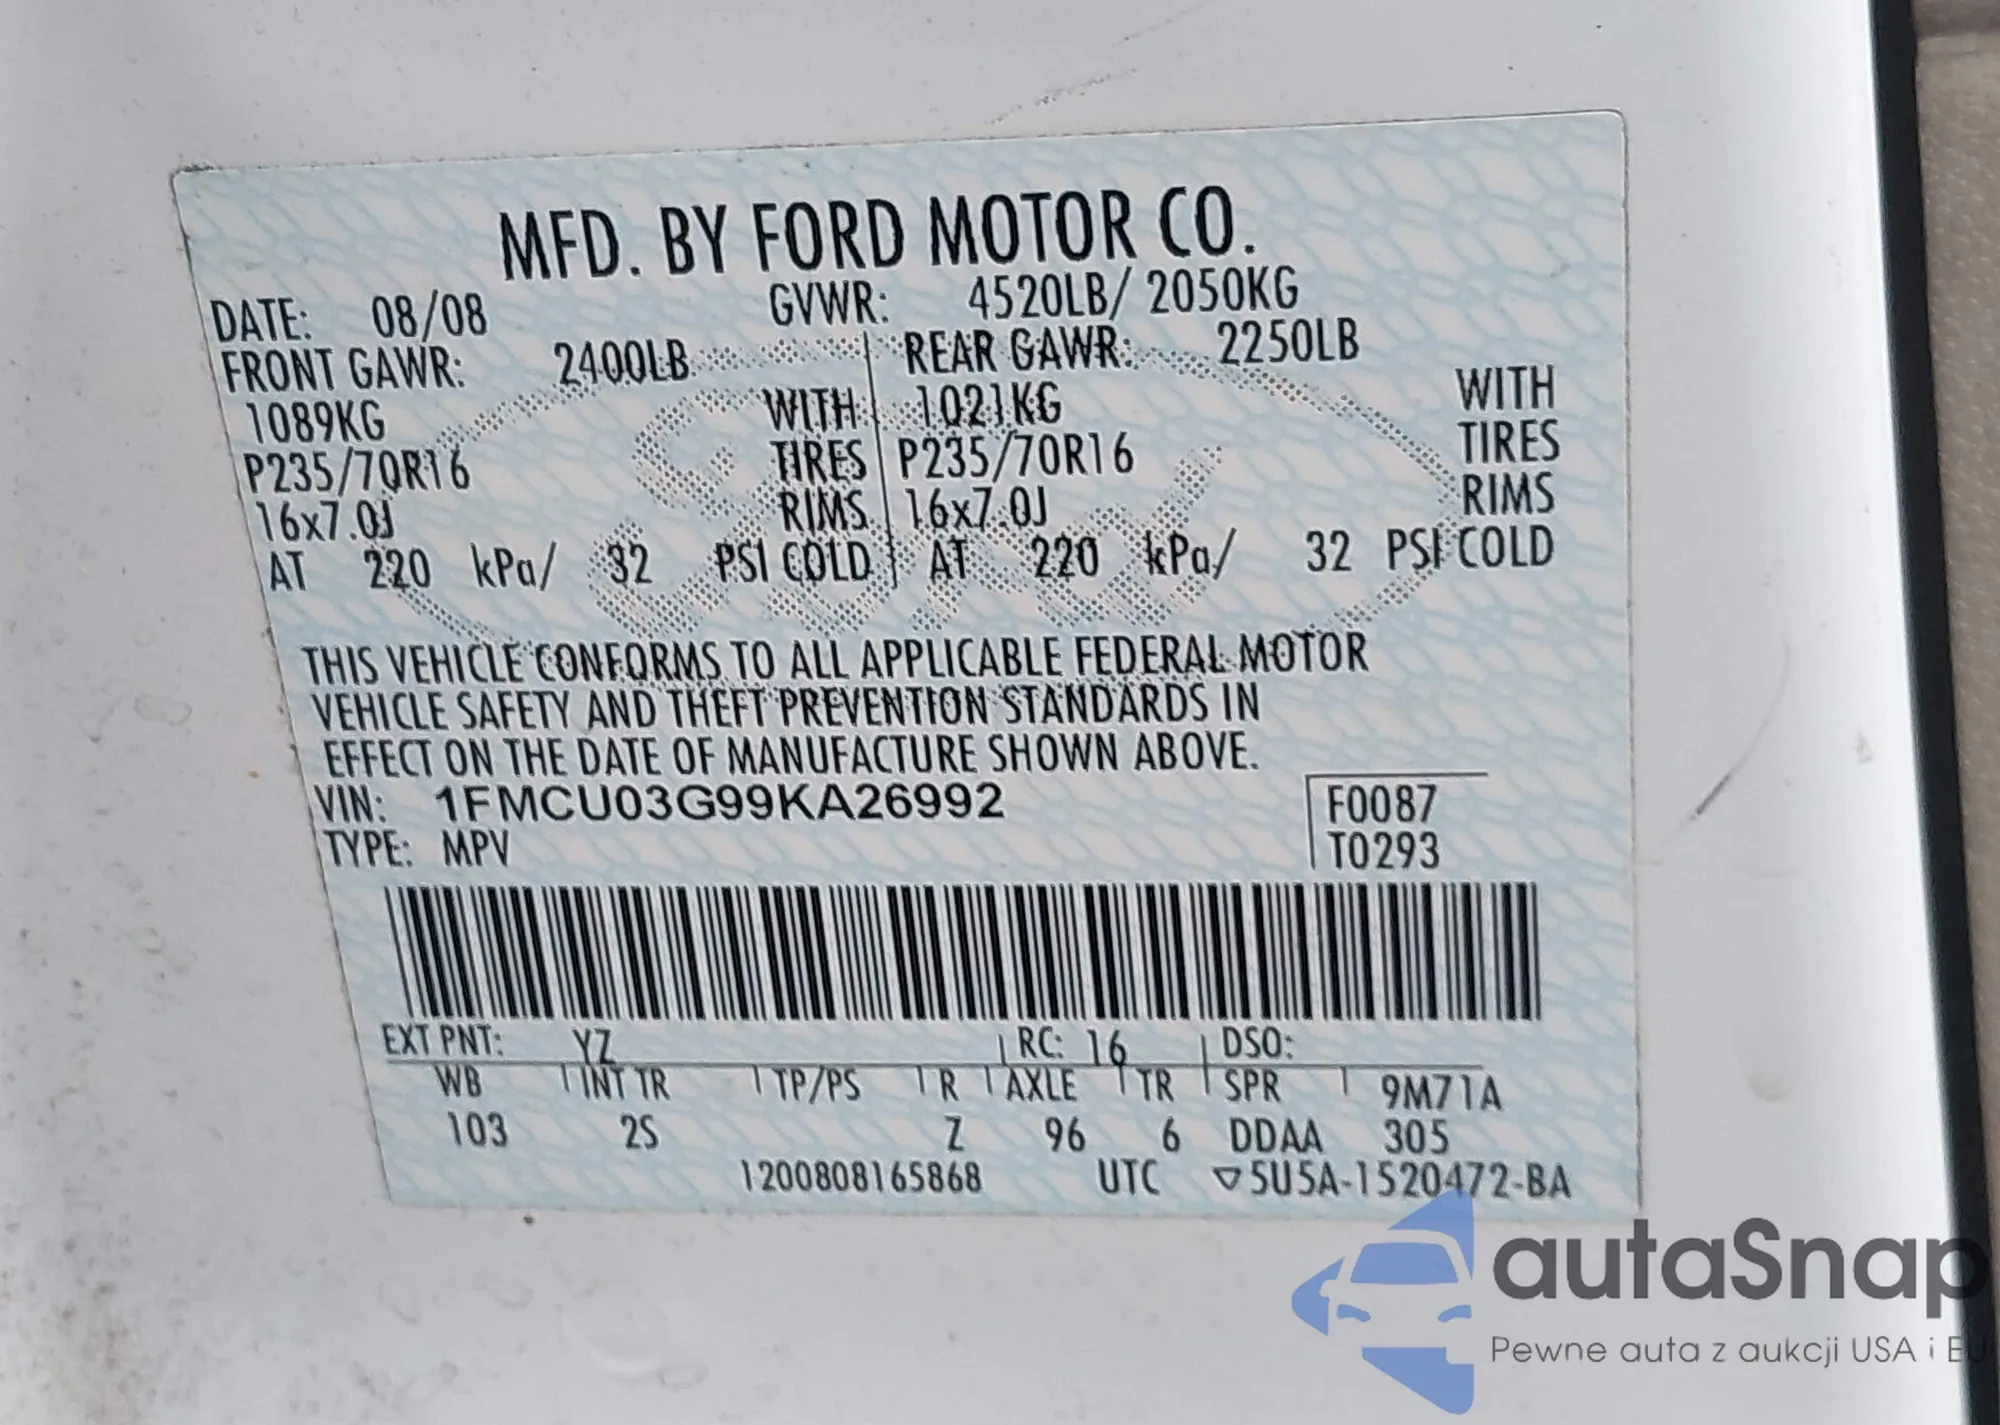 MFD. BY FORD MOTOR CO.
DATE: 08/08 GVWR: 4520LB/ 2050KG
FRONT GAWR: 2400LB REAR GAWR: 2250LB
1089KG WITH 1021KG WITH
P235/70R16 TIRES P235/70R16 TIRES
16x7.0J RIMS 16x7.0J RIMS
AT 220 kPa/ 32 PSI COLD AT 220 kPa/ 32 PSI COLD
THIS VEHICLE CONFORMS TO ALL APPLICABLE FEDERAL MOTOR
VEHICLE SAFETY AND THEFT PREVENTION STANDARDS IN
EFFECT ON THE DATE OF MANUFACTURE SHOWN ABOVE.
VIN: 1FMCU03G99KA26992 F0087
TYPE: MPV T0293
EXT PNT: YZ RC: 16 DSO:
WB INT TR TP/PS R AXLE TR SPR 9M71A
103 2S Z 96 6 DDAA 305
1200808165868 UTC ▽5U5A-1520472-BA
autaSnap
Pewne auta z aukcji USA i EU